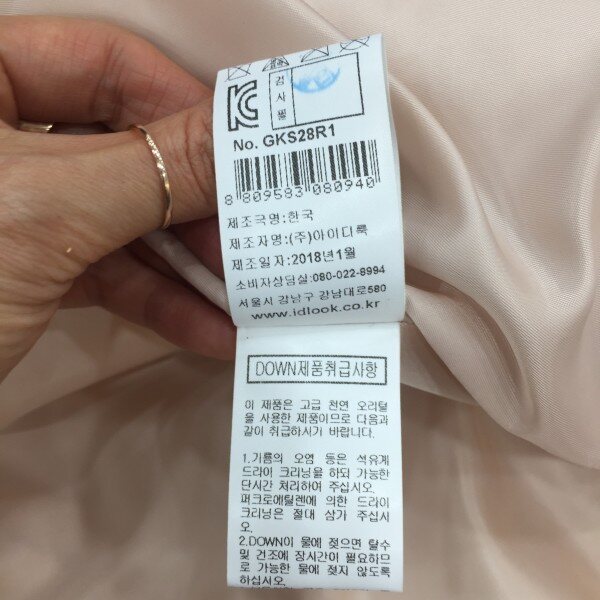 검사필
No. GKS28R1
8 809583 080940
제조국명:한국
제조자명:(주)아이디룩
제조일자:2018년1월
소비자상담실:080-022-8994
서울시 강남구 강남대로580
www.idlook.co.kr
DOWN제품취급사항
이 제품은 고급 천연 오리털
을 사용한 제품이므로 다음과
같이 취급하시기 바랍니다.
1.기름의 오염 등은 석유계
드라이 크리닝을 하되 가능한
단시간 처리하여 주십시오.
퍼크로에틸렌에 의한 드라이
크리닝은 절대 삼가 주십시
오.
2.DOWN이 물에 젖으면 탈수
및 건조에 장시간이 필요하므
로 가능한 물에 젖지 않도록
하십시오.